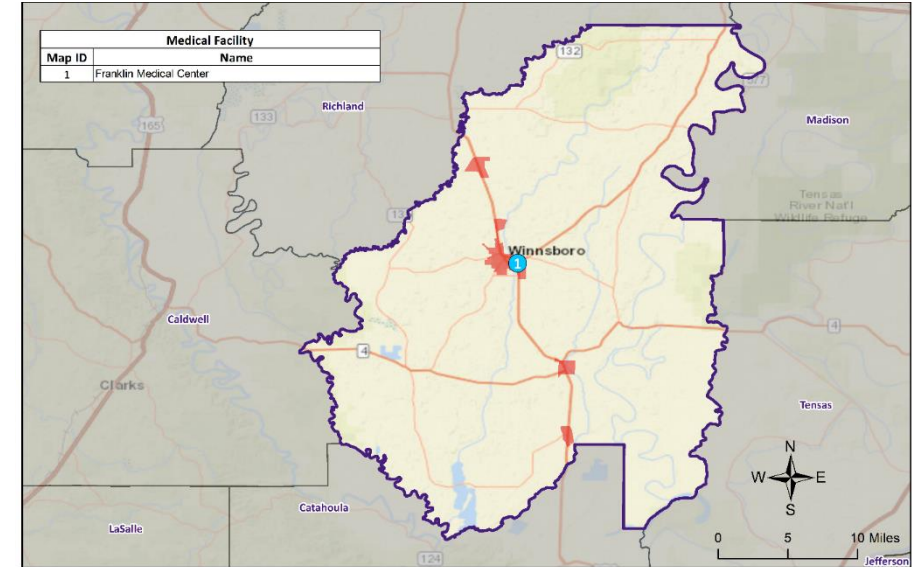 Medical Facility
Map ID Name
1 Franklin Medical Center
132
Richland
133
165
577
Madison
Tensas
River Nat'l
Wildlife Refuge
Winnsboro
1
Caldwell
4
4
Clarks
Tensas
N
W E
S
Catahoula
LaSalle
0 5 10 Miles
124
Jefferson